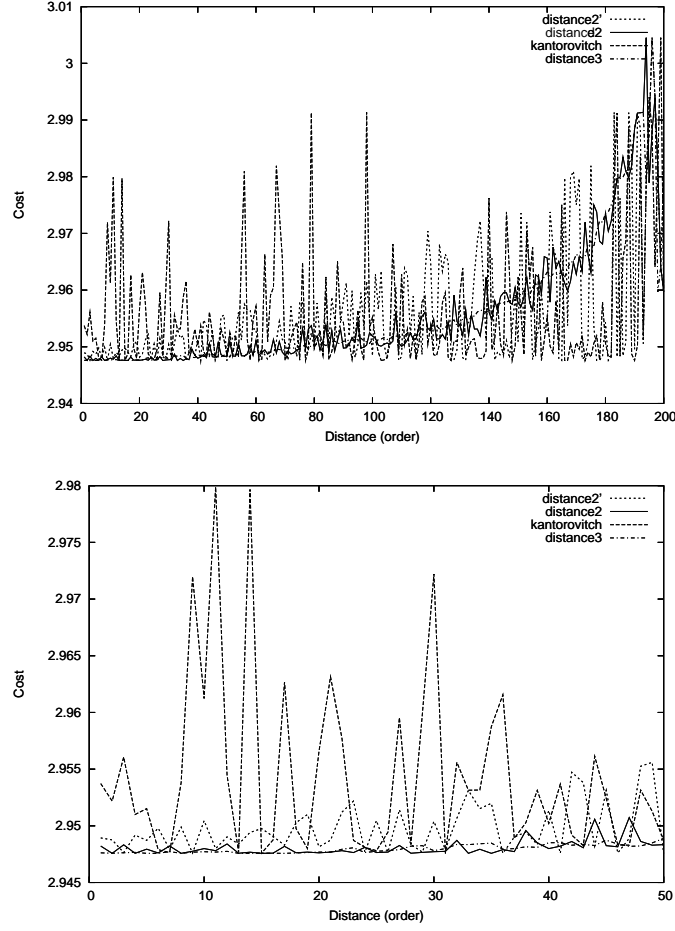 3.01
3
2.99
2.98
2.97
2.96
2.95
2.94
Cost
distance2'
distance2
kantorovitch
distance3
0 20 40 60 80 100 120 140 160 180 200
Distance (order)
2.98
2.975
2.97
2.965
2.96
2.955
2.95
2.945
Cost
distance2'
distance2
kantorovitch
distance3
0 10 20 30 40 50
Distance (order)